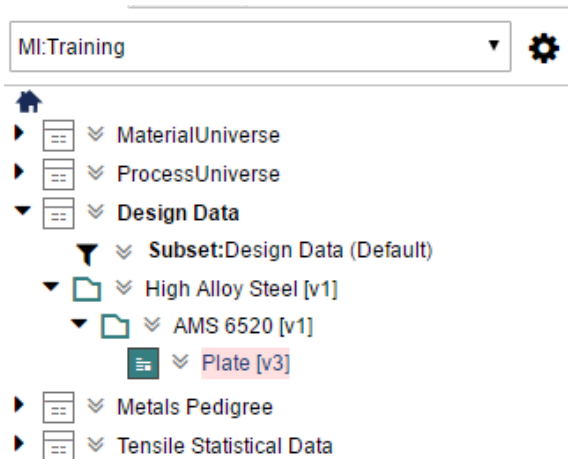 MI:Training
MaterialUniverse
ProcessUniverse
Design Data
Subset:Design Data (Default)
High Alloy Steel [v1]
AMS 6520 [v1]
Plate [v3]
Metals Pedigree
Tensile Statistical Data